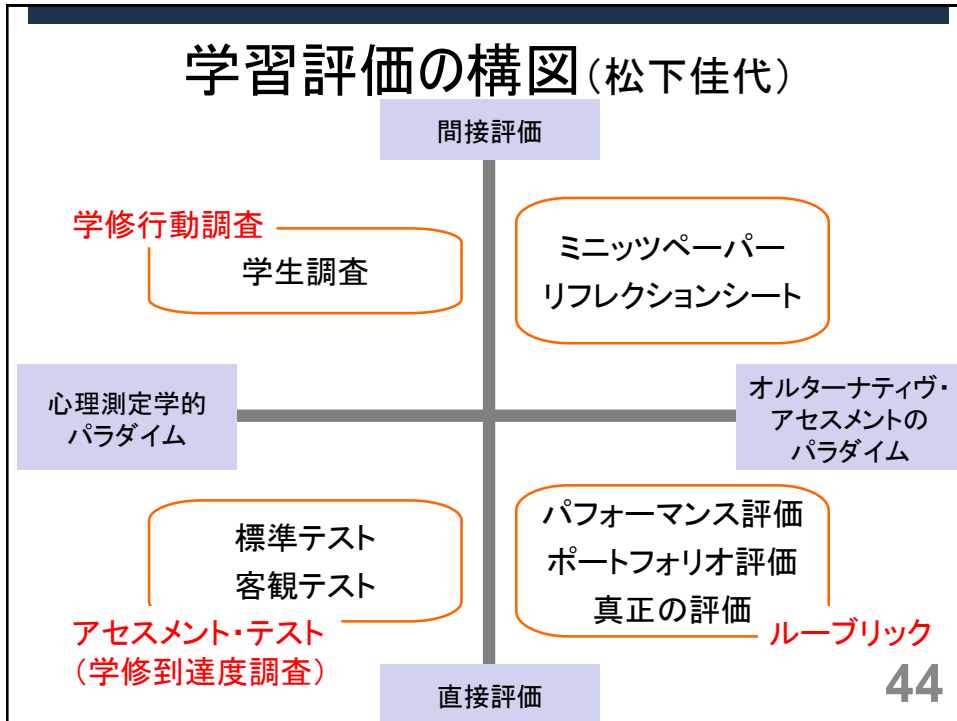 学習評価の構図(松下佳代)
間接評価
学修行動調査
学生調査
ミニッツペーパー
リフレクションシート
心理測定学的
パラダイム
オルターナティヴ・
アセスメントの
パラダイム
標準テスト
客観テスト
アセスメント・テスト
(学修到達度調査)
パフォーマンス評価
ポートフォリオ評価
真正の評価
ルーブリック
直接評価
44